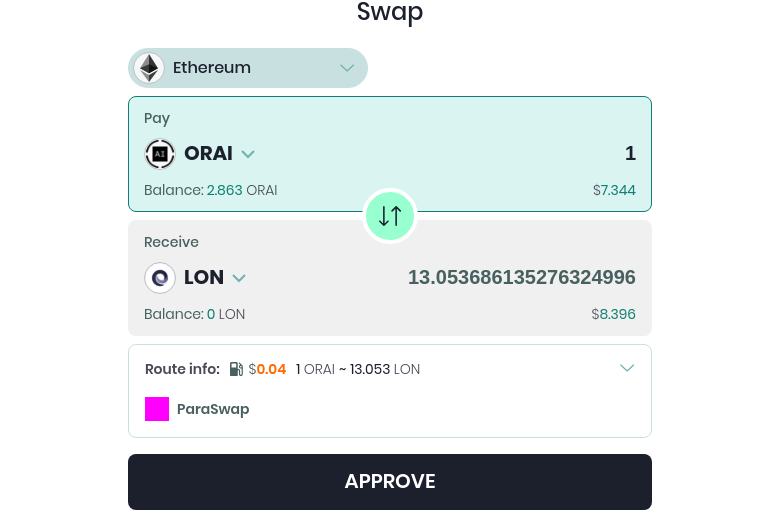 Swap
Ethereum
Pay
AI ORAI 1
Balance: 2.863 ORAI $7.344
Receive
LON 13.053686135276324996
Balance: 0 LON $8.396
Route info: $0.04 1 ORAI ~ 13.053 LON
ParaSwap
APPROVE